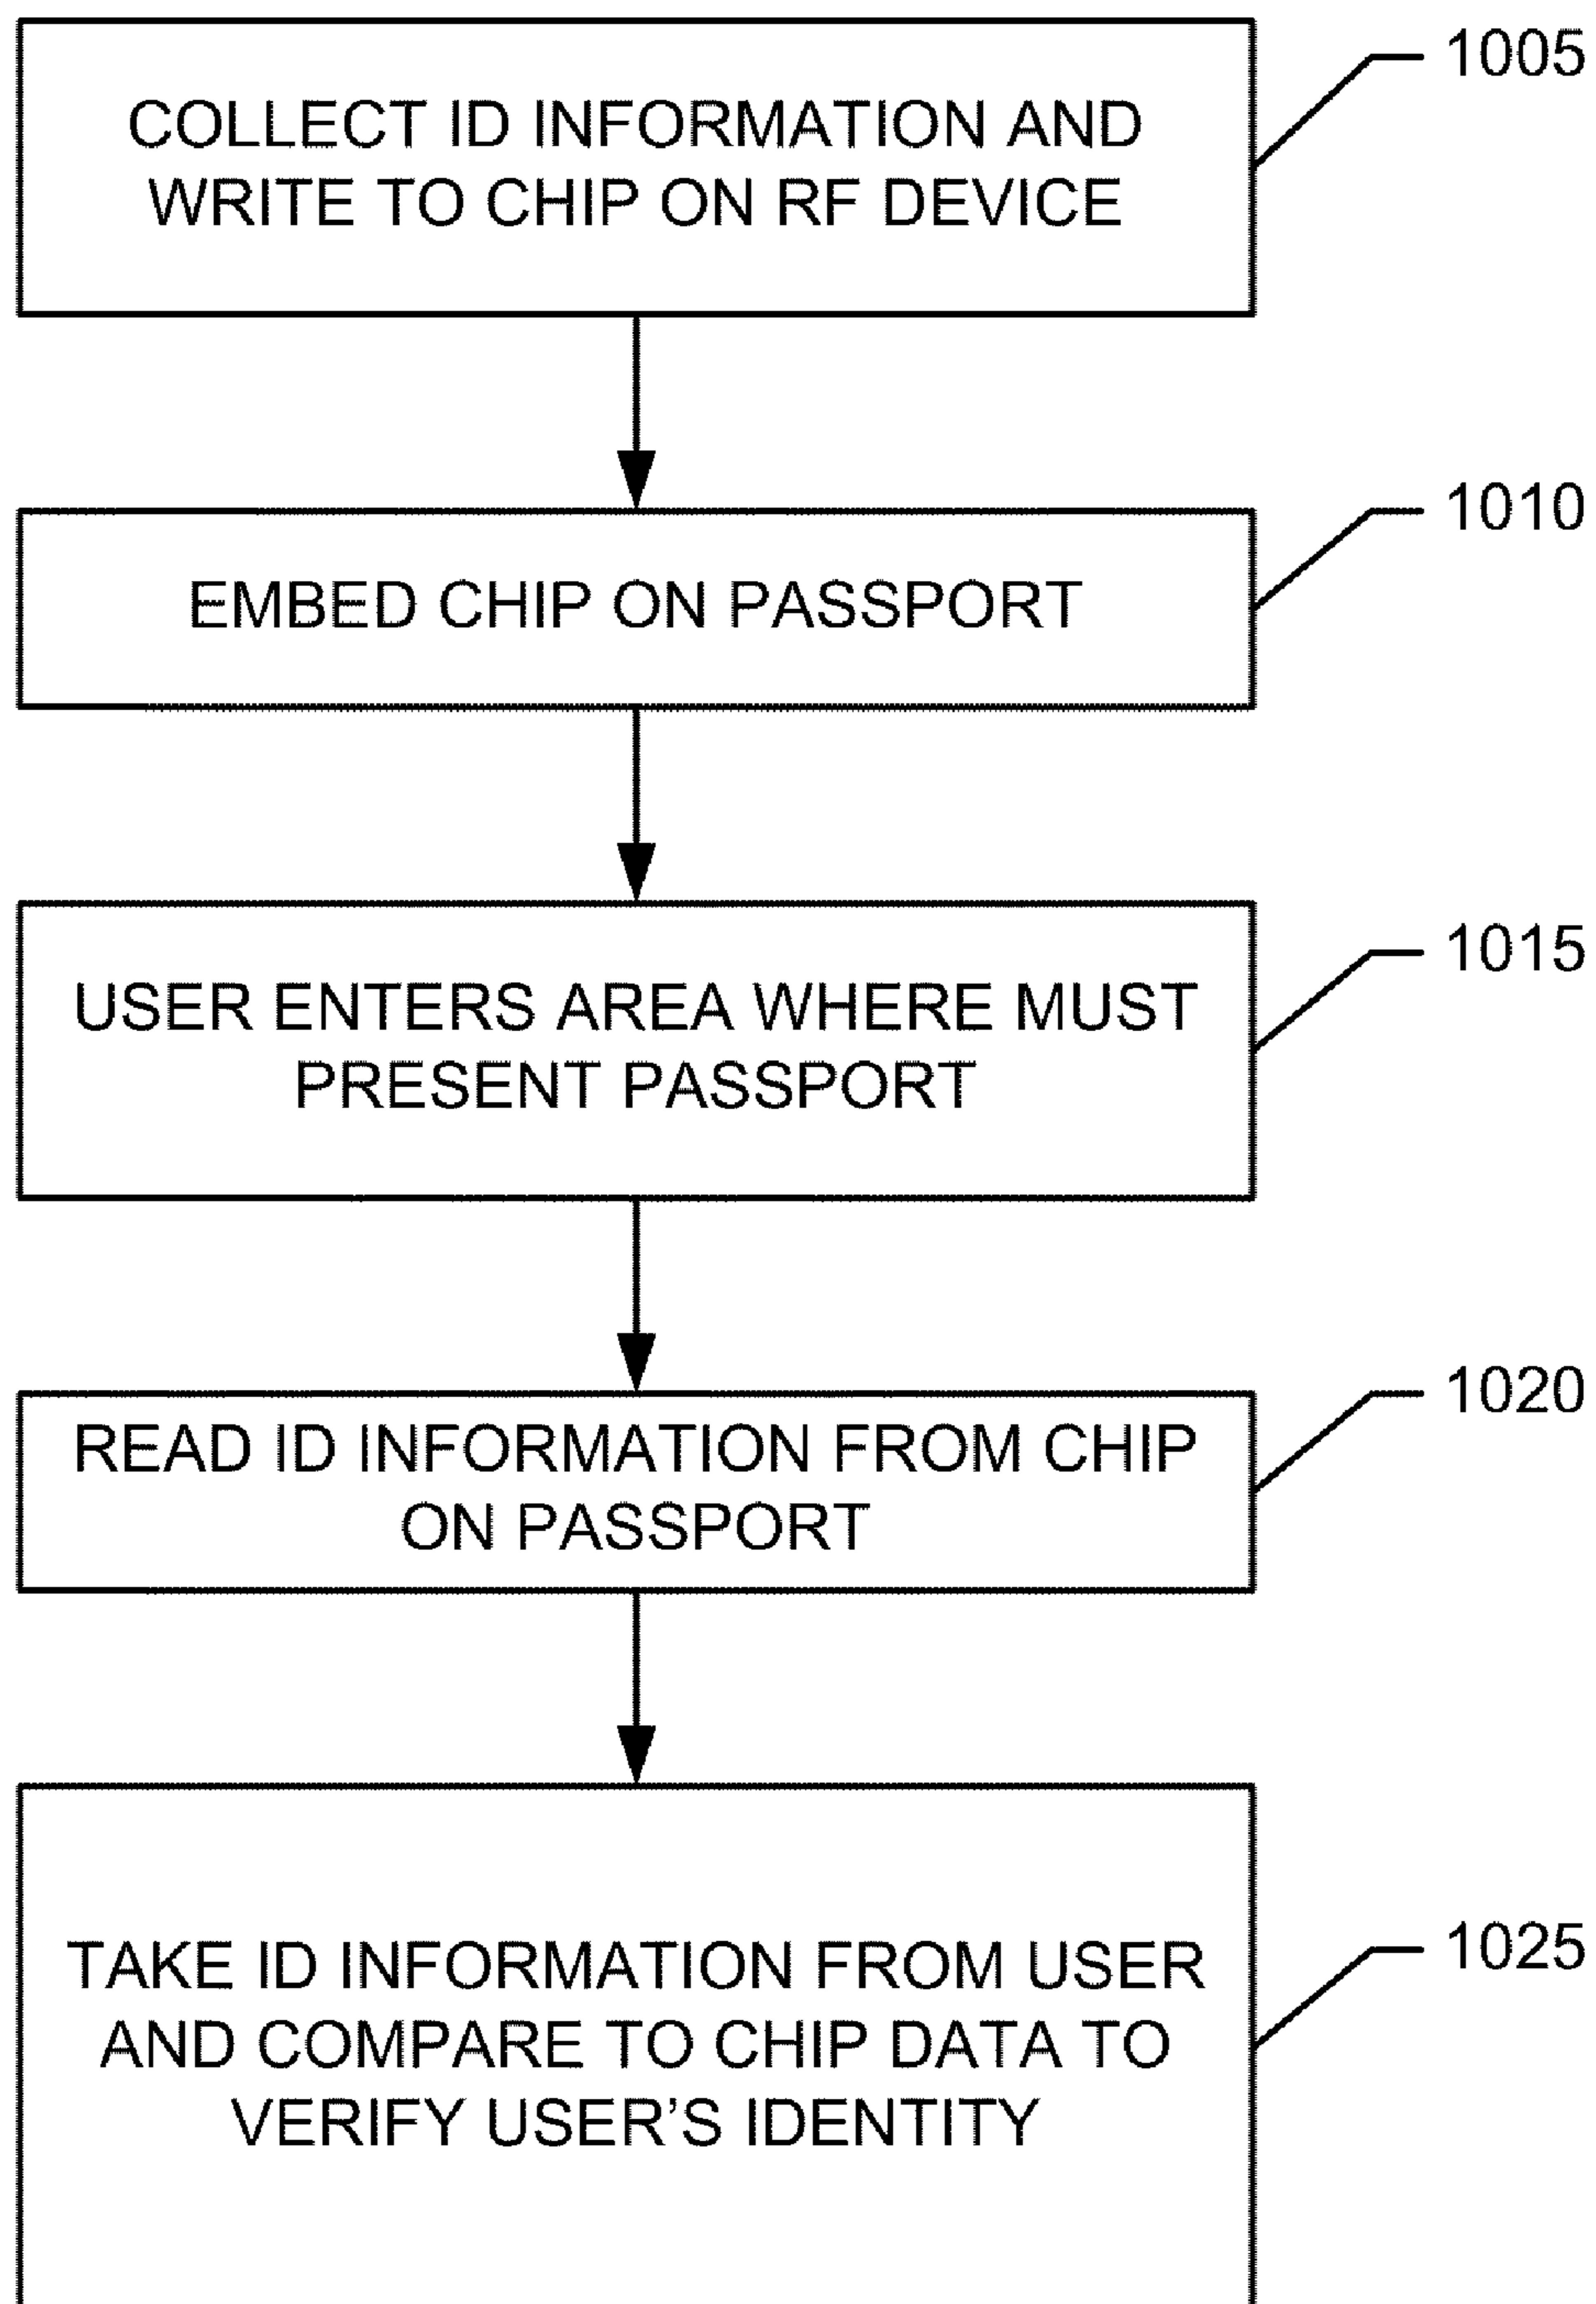 1005
COLLECT ID INFORMATION AND
WRITE TO CHIP ON RF DEVICE
1010
EMBED CHIP ON PASSPORT
1015
USER ENTERS AREA WHERE MUST
PRESENT PASSPORT
1020
READ ID INFORMATION FROM CHIP
ON PASSPORT
1025
TAKE ID INFORMATION FROM USER
AND COMPARE TO CHIP DATA TO
VERIFY USER'S IDENTITY